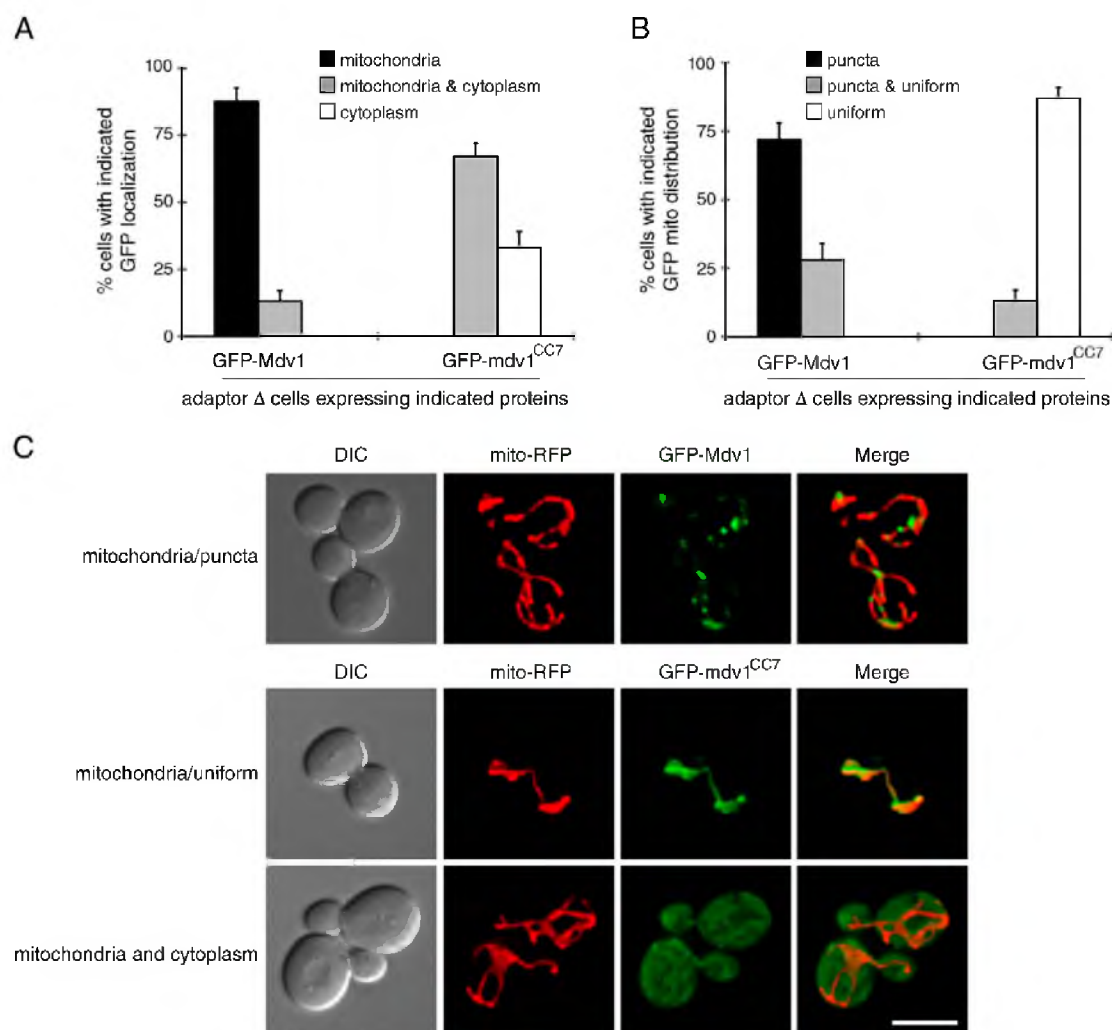 A
% cells with indicated
GFP localization
100
75
50
25
0
mitochondria
mitochondria & cytoplasm
cytoplasm
GFP-Mdv1
GFP-mdv1CC7
adaptor Δ cells expressing indicated proteins
B
% cells with indicated
GFP mito distribution
100
75
50
25
0
puncta
puncta & uniform
uniform
GFP-Mdv1
GFP-mdv1CC7
adaptor Δ cells expressing indicated proteins
C
DIC mito-RFP GFP-Mdv1 Merge
mitochondria/puncta
DIC mito-RFP GFP-mdv1CC7 Merge
mitochondria/uniform
mitochondria and cytoplasm